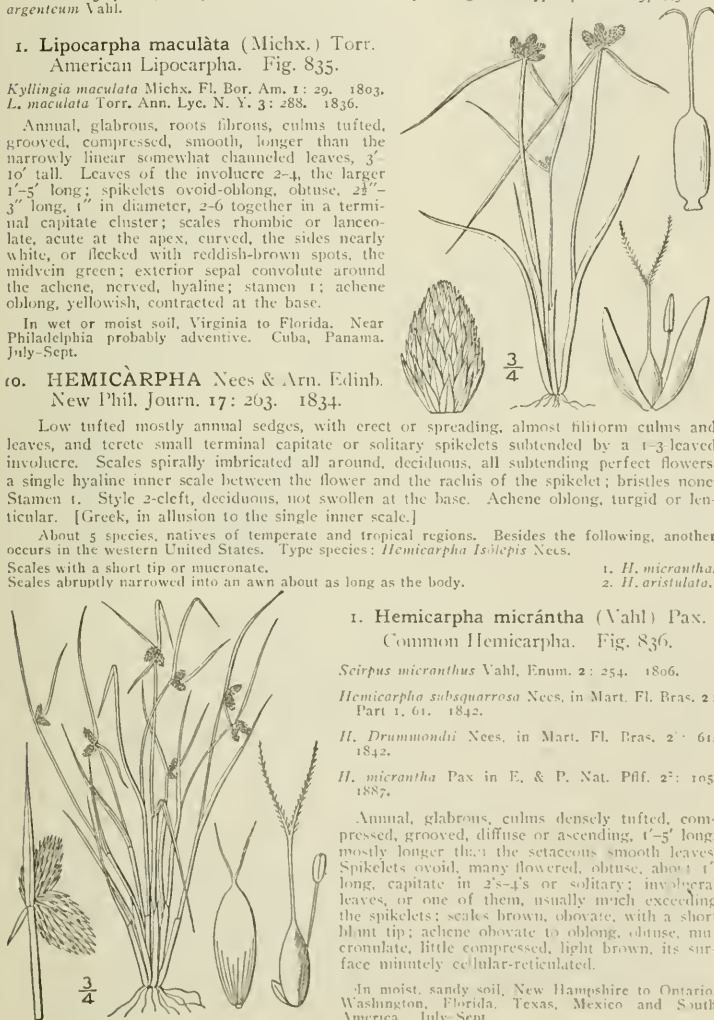 argenteum Vahl.
1. Lipocarpha maculàta (Michx.) Torr.
American Lipocarpha. Fig. 835.
Kyllingia maculata Michx. Fl. Bor. Am. 1: 29. 1803.
L. maculata Torr. Ann. Lyc. N. Y. 3: 288. 1836.
Annual, glabrous, roots fibrous, culms tufted,
grooved, compressed, smooth, longer than the
narrowly linear somewhat channeled leaves, 3′–
10′ tall. Leaves of the involucre 2–4, the larger
1′–5′ long; spikelets ovoid-oblong, obtuse, 2½″–
3″ long, 1″ in diameter, 2–6 together in a termi-
nal capitate cluster; scales rhombic or lanceo-
late, acute at the apex, curved, the sides nearly
white, or flecked with reddish-brown spots, the
midvein green; exterior sepal convolute around
the achene, nerved, hyaline; stamen 1; achene
oblong, yellowish, contracted at the base.
In wet or moist soil, Virginia to Florida. Near
Philadelphia probably adventive. Cuba, Panama.
July–Sept.
3/4
10. HEMICÀRPHA Nees & Arn. Edinb.
New Phil. Journ. 17: 263. 1834.
Low tufted mostly annual sedges, with erect or spreading, almost filiform culms and
leaves, and terete small terminal capitate or solitary spikelets subtended by a 1–3-leaved
involucre. Scales spirally imbricated all around, deciduous, all subtending perfect flowers
a single hyaline inner scale between the flower and the rachis of the spikelet; bristles none
Stamen 1. Style 2-cleft, deciduous, not swollen at the base. Achene oblong, turgid or len-
ticular. [Greek, in allusion to the single inner scale.]
About 5 species, natives of temperate and tropical regions. Besides the following, another
occurs in the western United States. Type species: Hemicarpha Isólepis Nees.
Scales with a short tip or mucronate. 1. H. micrantha.
Scales abruptly narrowed into an awn about as long as the body. 2. H. aristulata.
1. Hemicarpha micrántha (Vahl) Pax.
Common Hemicarpha. Fig. 836.
Scirpus micranthus Vahl, Enum. 2: 254. 1806.
Hemicarpha subsquarrosa Nees, in Mart. Fl. Bras. 2:
Part 1, 61. 1842.
H. Drummondii Nees, in Mart. Fl. Bras. 2: 61.
1842.
H. micrantha Pax in E. & P. Nat. Pflf. 2²: 105
1887.
Annual, glabrous, culms densely tufted, com-
pressed, grooved, diffuse or ascending, 1′–5′ long
mostly longer than the setaceous smooth leaves
Spikelets ovoid, many flowered, obtuse, about 1″
long, capitate in 2's–4's or solitary; involucral
leaves, or one of them, usually much exceeding
the spikelets; scales brown, obovate, with a short
blunt tip; achene obovate to oblong, obtuse, mu-
cronulate, little compressed, light brown, its sur-
face minutely cellular-reticulated.
In moist, sandy soil, New Hampshire to Ontario
Washington, Florida, Texas, Mexico and South
America. July–Sept.
3/4